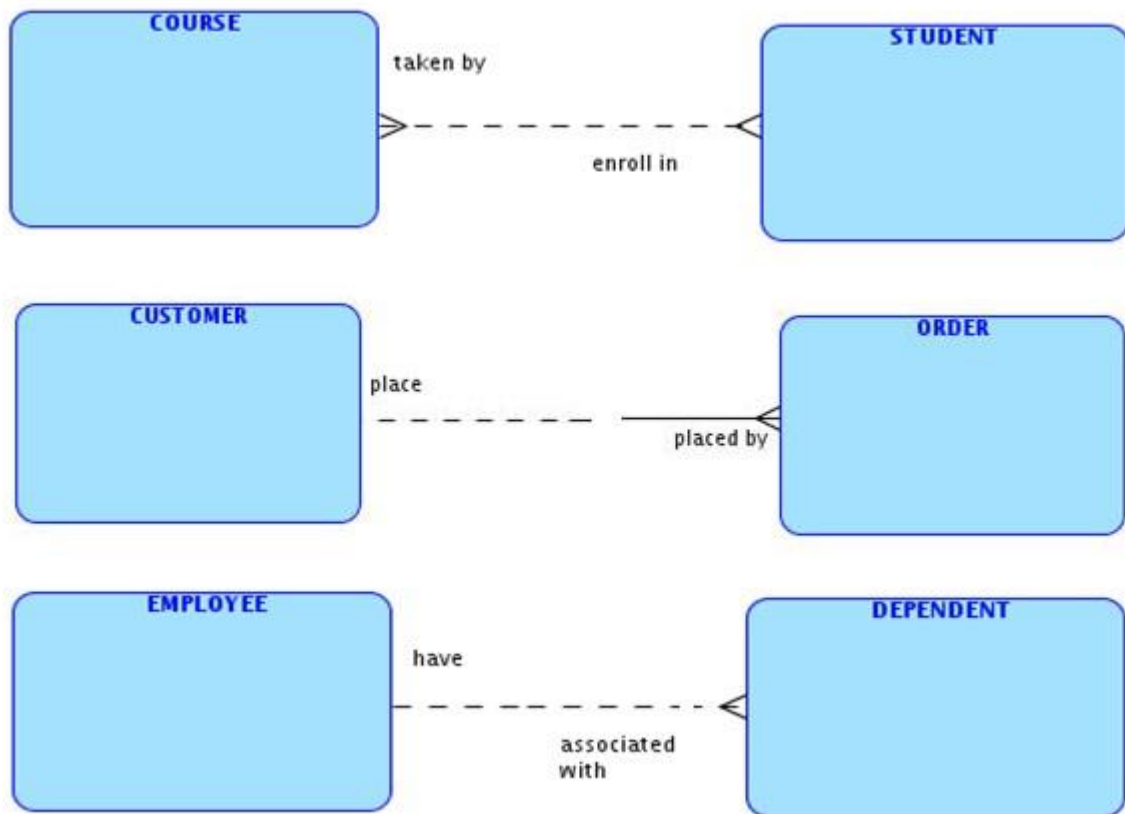 COURSE
STUDENT
taken by
enroll in
CUSTOMER
ORDER
place
placed by
EMPLOYEE
DEPENDENT
have
associated
with